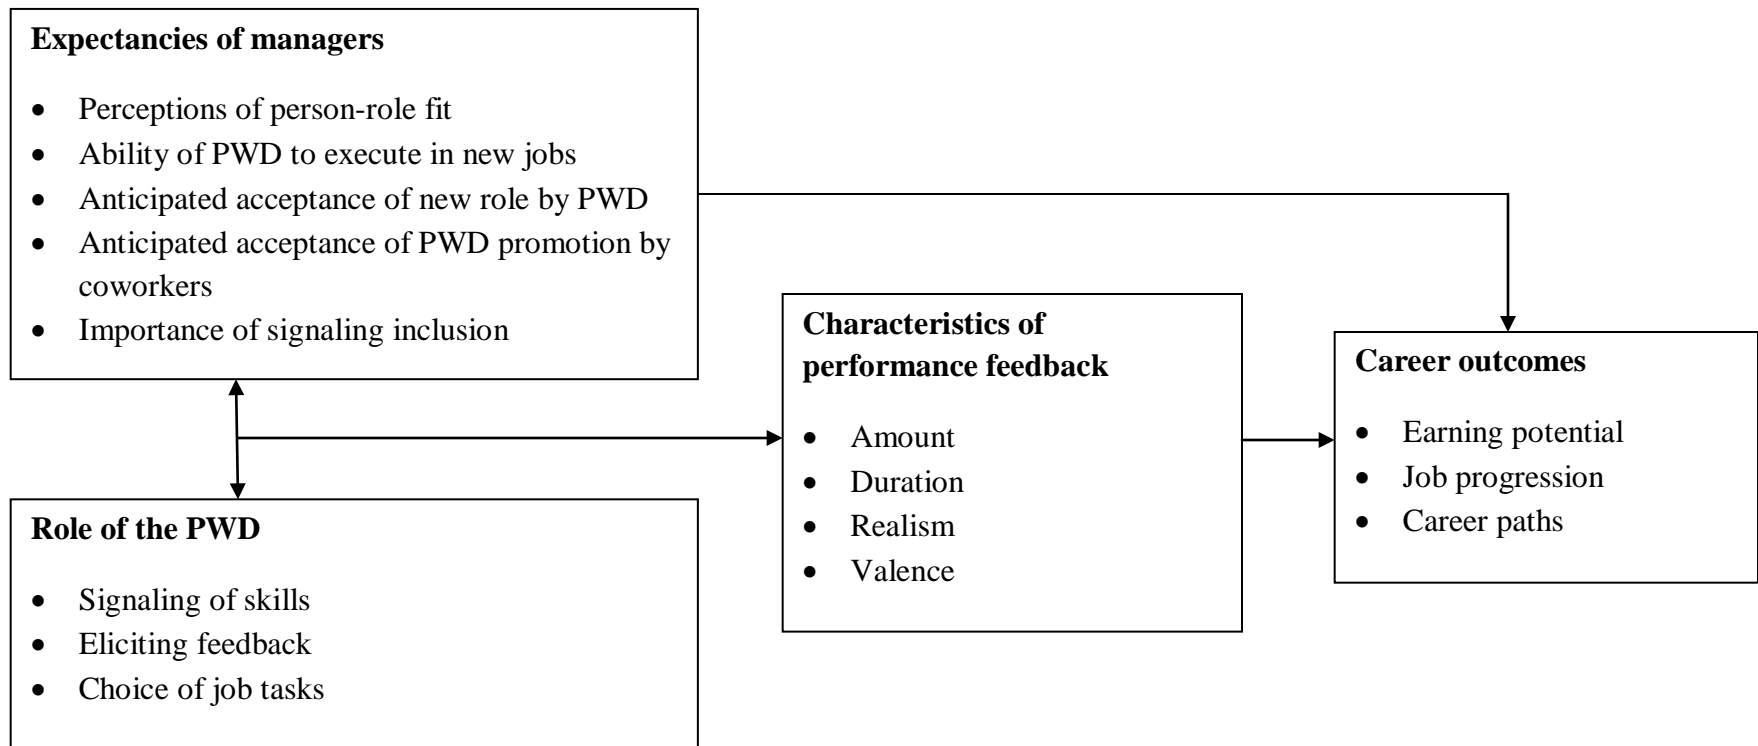 Expectancies of managers
• Perceptions of person-role fit
• Ability of PWD to execute in new jobs
• Anticipated acceptance of new role by PWD
• Anticipated acceptance of PWD promotion by
coworkers
• Importance of signaling inclusion
Role of the PWD
• Signaling of skills
• Eliciting feedback
• Choice of job tasks
Characteristics of
performance feedback
• Amount
• Duration
• Realism
• Valence
Career outcomes
• Earning potential
• Job progression
• Career paths